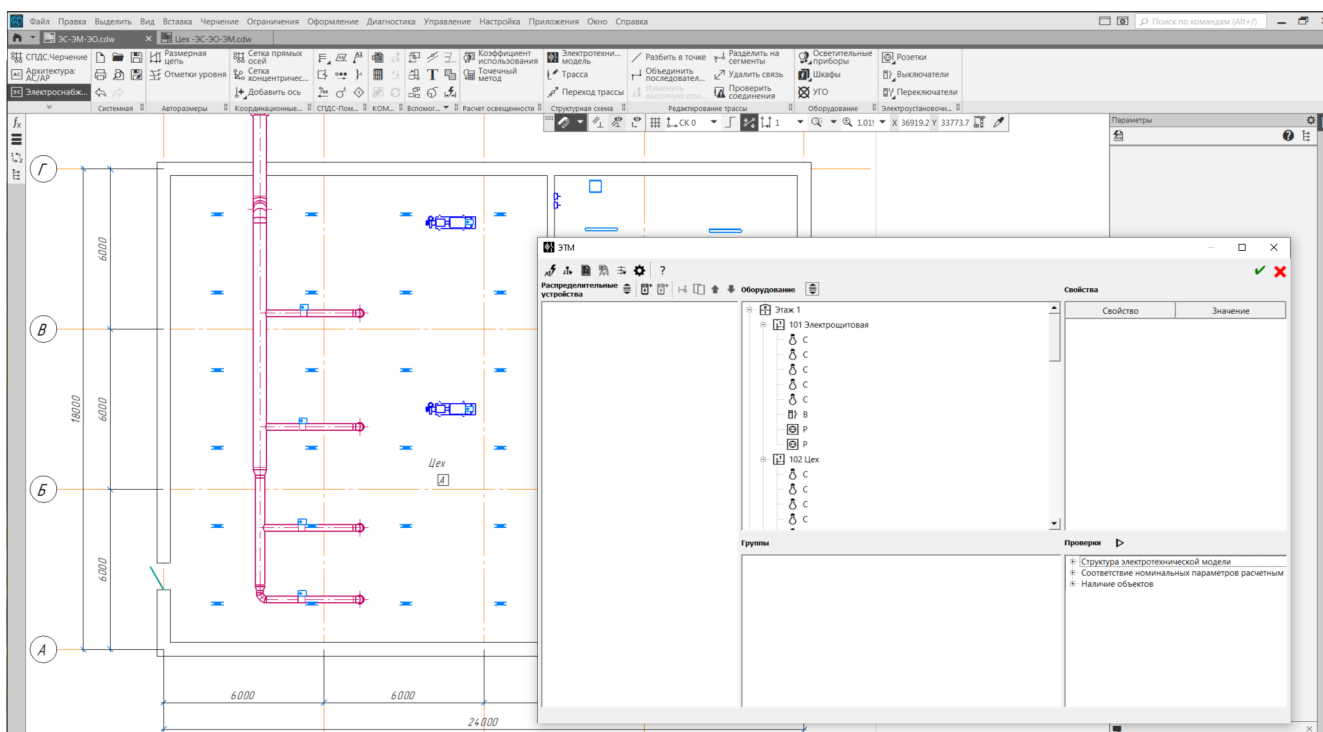 Файл Правка Выделить Вид Вставка Черчение Ограничения Оформление Диагностика Управление Настройка Приложения Окно Справка
Поиск по командам (Alt+/)
ЭС-ЭМ-ЭО.cdw
Цех -ЭС-ЭО-ЭМ.cdw
СПДС.Черчение
Архитектура: АС/АР
Электроснабж...
Системная
Размерная цепь
Отметки уровня
Авторазмеры
Сетка прямых осей
Сетка концентричес...
Добавить ось
Координационные...
СПДС-Пом...
КОМ...
Вспомог...
Коэффициент использования
Точечный метод
Расчет освещенности
Электротехни... модель
Трасса
Переход трассы
Структурная схема
Разбить в точке
Объединить последовател...
Изменить
Разделить на сегменты
Удалить связь
Проверить соединения
Редактирование трассы
Осветительные приборы
Шкафы
УГО
Оборудование
Розетки
Выключатели
Переключатели
Электроустановочн...
СК 0
1
1.01
X 36919.2 Y 33773.7
Параметры
Г
В
Б
А
6000
6000
6000
18000
Цех
А
6000
6000
24000
ЭТМ
?
Распределительные устройства
Оборудование
Свойства
Свойство Значение
Этаж 1
101 Электрощитовая
С
С
С
С
С
В
Р
Р
102 Цех
С
С
С
С
Группы
Проверки
Структура электротехнической модели
Соответствие номинальных параметров расчетным
Наличие объектов